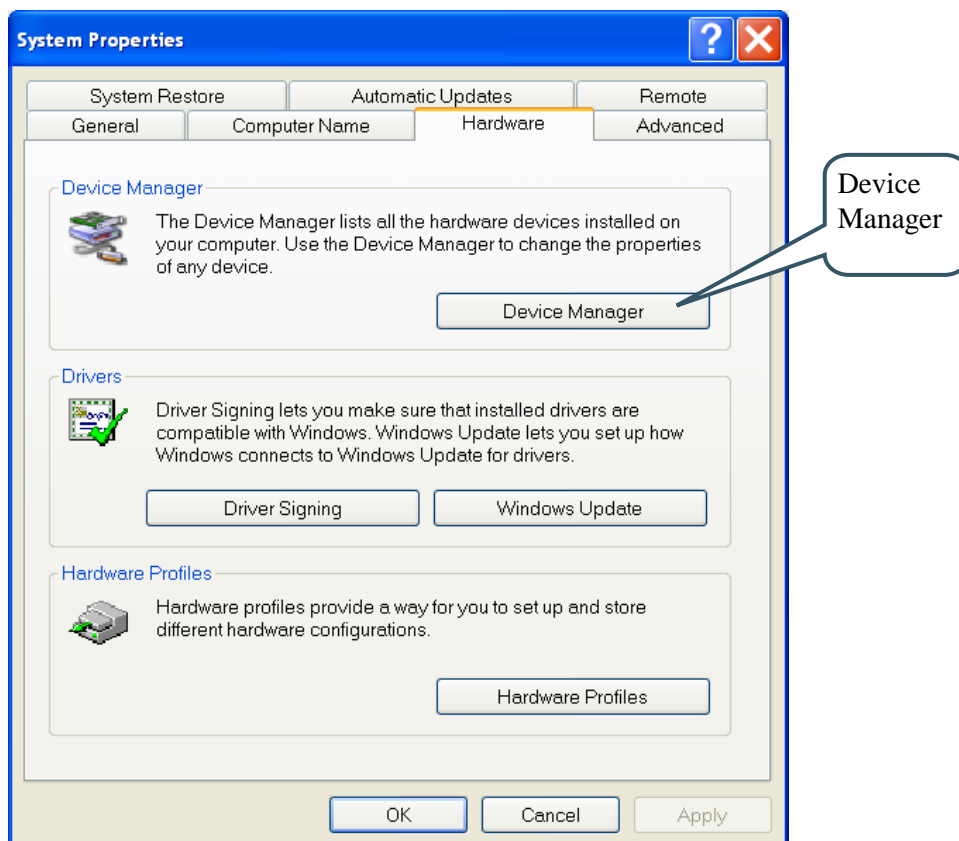 System Properties
?
System Restore
Automatic Updates
Remote
General
Computer Name
Hardware
Advanced
Device Manager
The Device Manager lists all the hardware devices installed on
your computer. Use the Device Manager to change the properties
of any device.
Device Manager
Device
Manager
Drivers
Driver Signing lets you make sure that installed drivers are
compatible with Windows. Windows Update lets you set up how
Windows connects to Windows Update for drivers.
Driver Signing
Windows Update
Hardware Profiles
Hardware profiles provide a way for you to set up and store
different hardware configurations.
Hardware Profiles
OK
Cancel
Apply